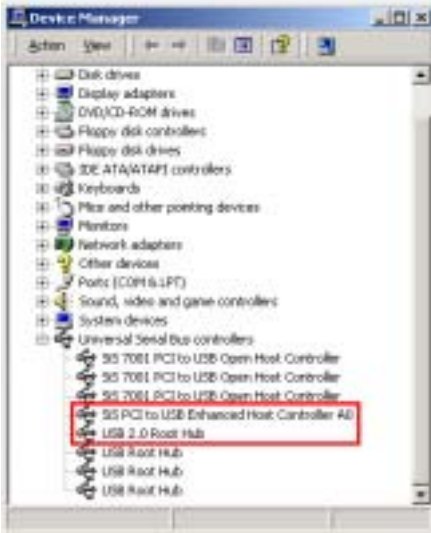 Device Manager
Action View
Disk drives
Display adapters
DVD/CD-ROM drives
Floppy disk controllers
Floppy disk drives
IDE ATA/ATAPI controllers
Keyboards
Mice and other pointing devices
Monitors
Network adapters
Other devices
Ports (COM & LPT)
Sound, video and game controllers
System devices
Universal Serial Bus controllers
SiS 7001 PCI to USB Open Host Controller
SiS 7001 PCI to USB Open Host Controller
SiS 7001 PCI to USB Open Host Controller
SiS PCI to USB Enhanced Host Controller A0
USB 2.0 Root Hub
USB Root Hub
USB Root Hub
USB Root Hub